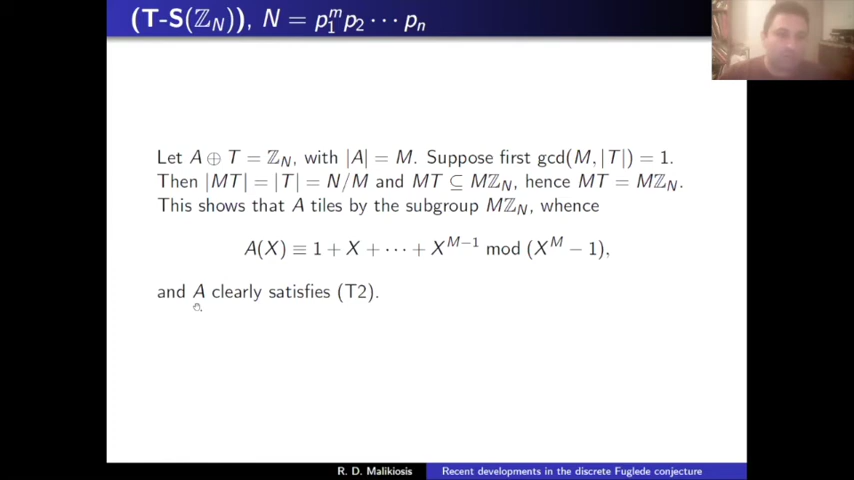 (T-S(ℤ_N)), N = p_1^m p_2 ⋯ p_n
Let A ⊕ T = ℤ_N, with |A| = M. Suppose first gcd(M, |T|) = 1.
Then |MT| = |T| = N/M and MT ⊆ Mℤ_N, hence MT = Mℤ_N.
This shows that A tiles by the subgroup Mℤ_N, whence
A(X) ≡ 1 + X + ⋯ + X^{M−1} mod (X^M − 1),
and A clearly satisfies (T2).
R. D. Malikiosis Recent developments in the discrete Fuglede conjecture